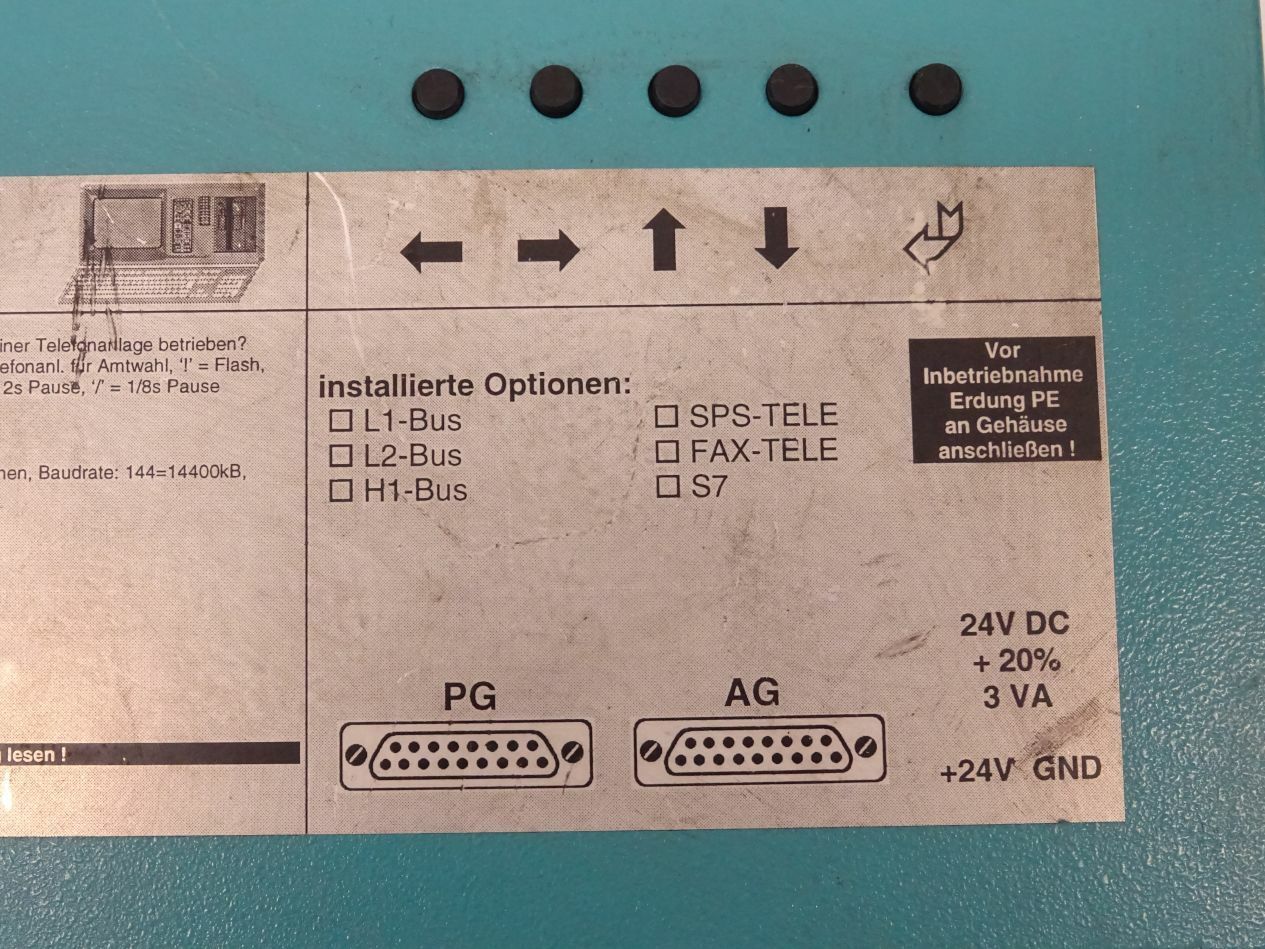 iner Telefonanllage betrieben?
efonanl. für Amtwahl, '!' = Flash,
2s Pause, '/' = 1/8s Pause
nen, Baudrate: 144=14400kB,
lesen !
installierte Optionen:
L1-Bus
L2-Bus
H1-Bus
SPS-TELE
FAX-TELE
S7
Vor
Inbetriebnahme
Erdung PE
an Gehäuse
anschließen !
24V DC
+ 20%
3 VA
PG
AG
+24V GND